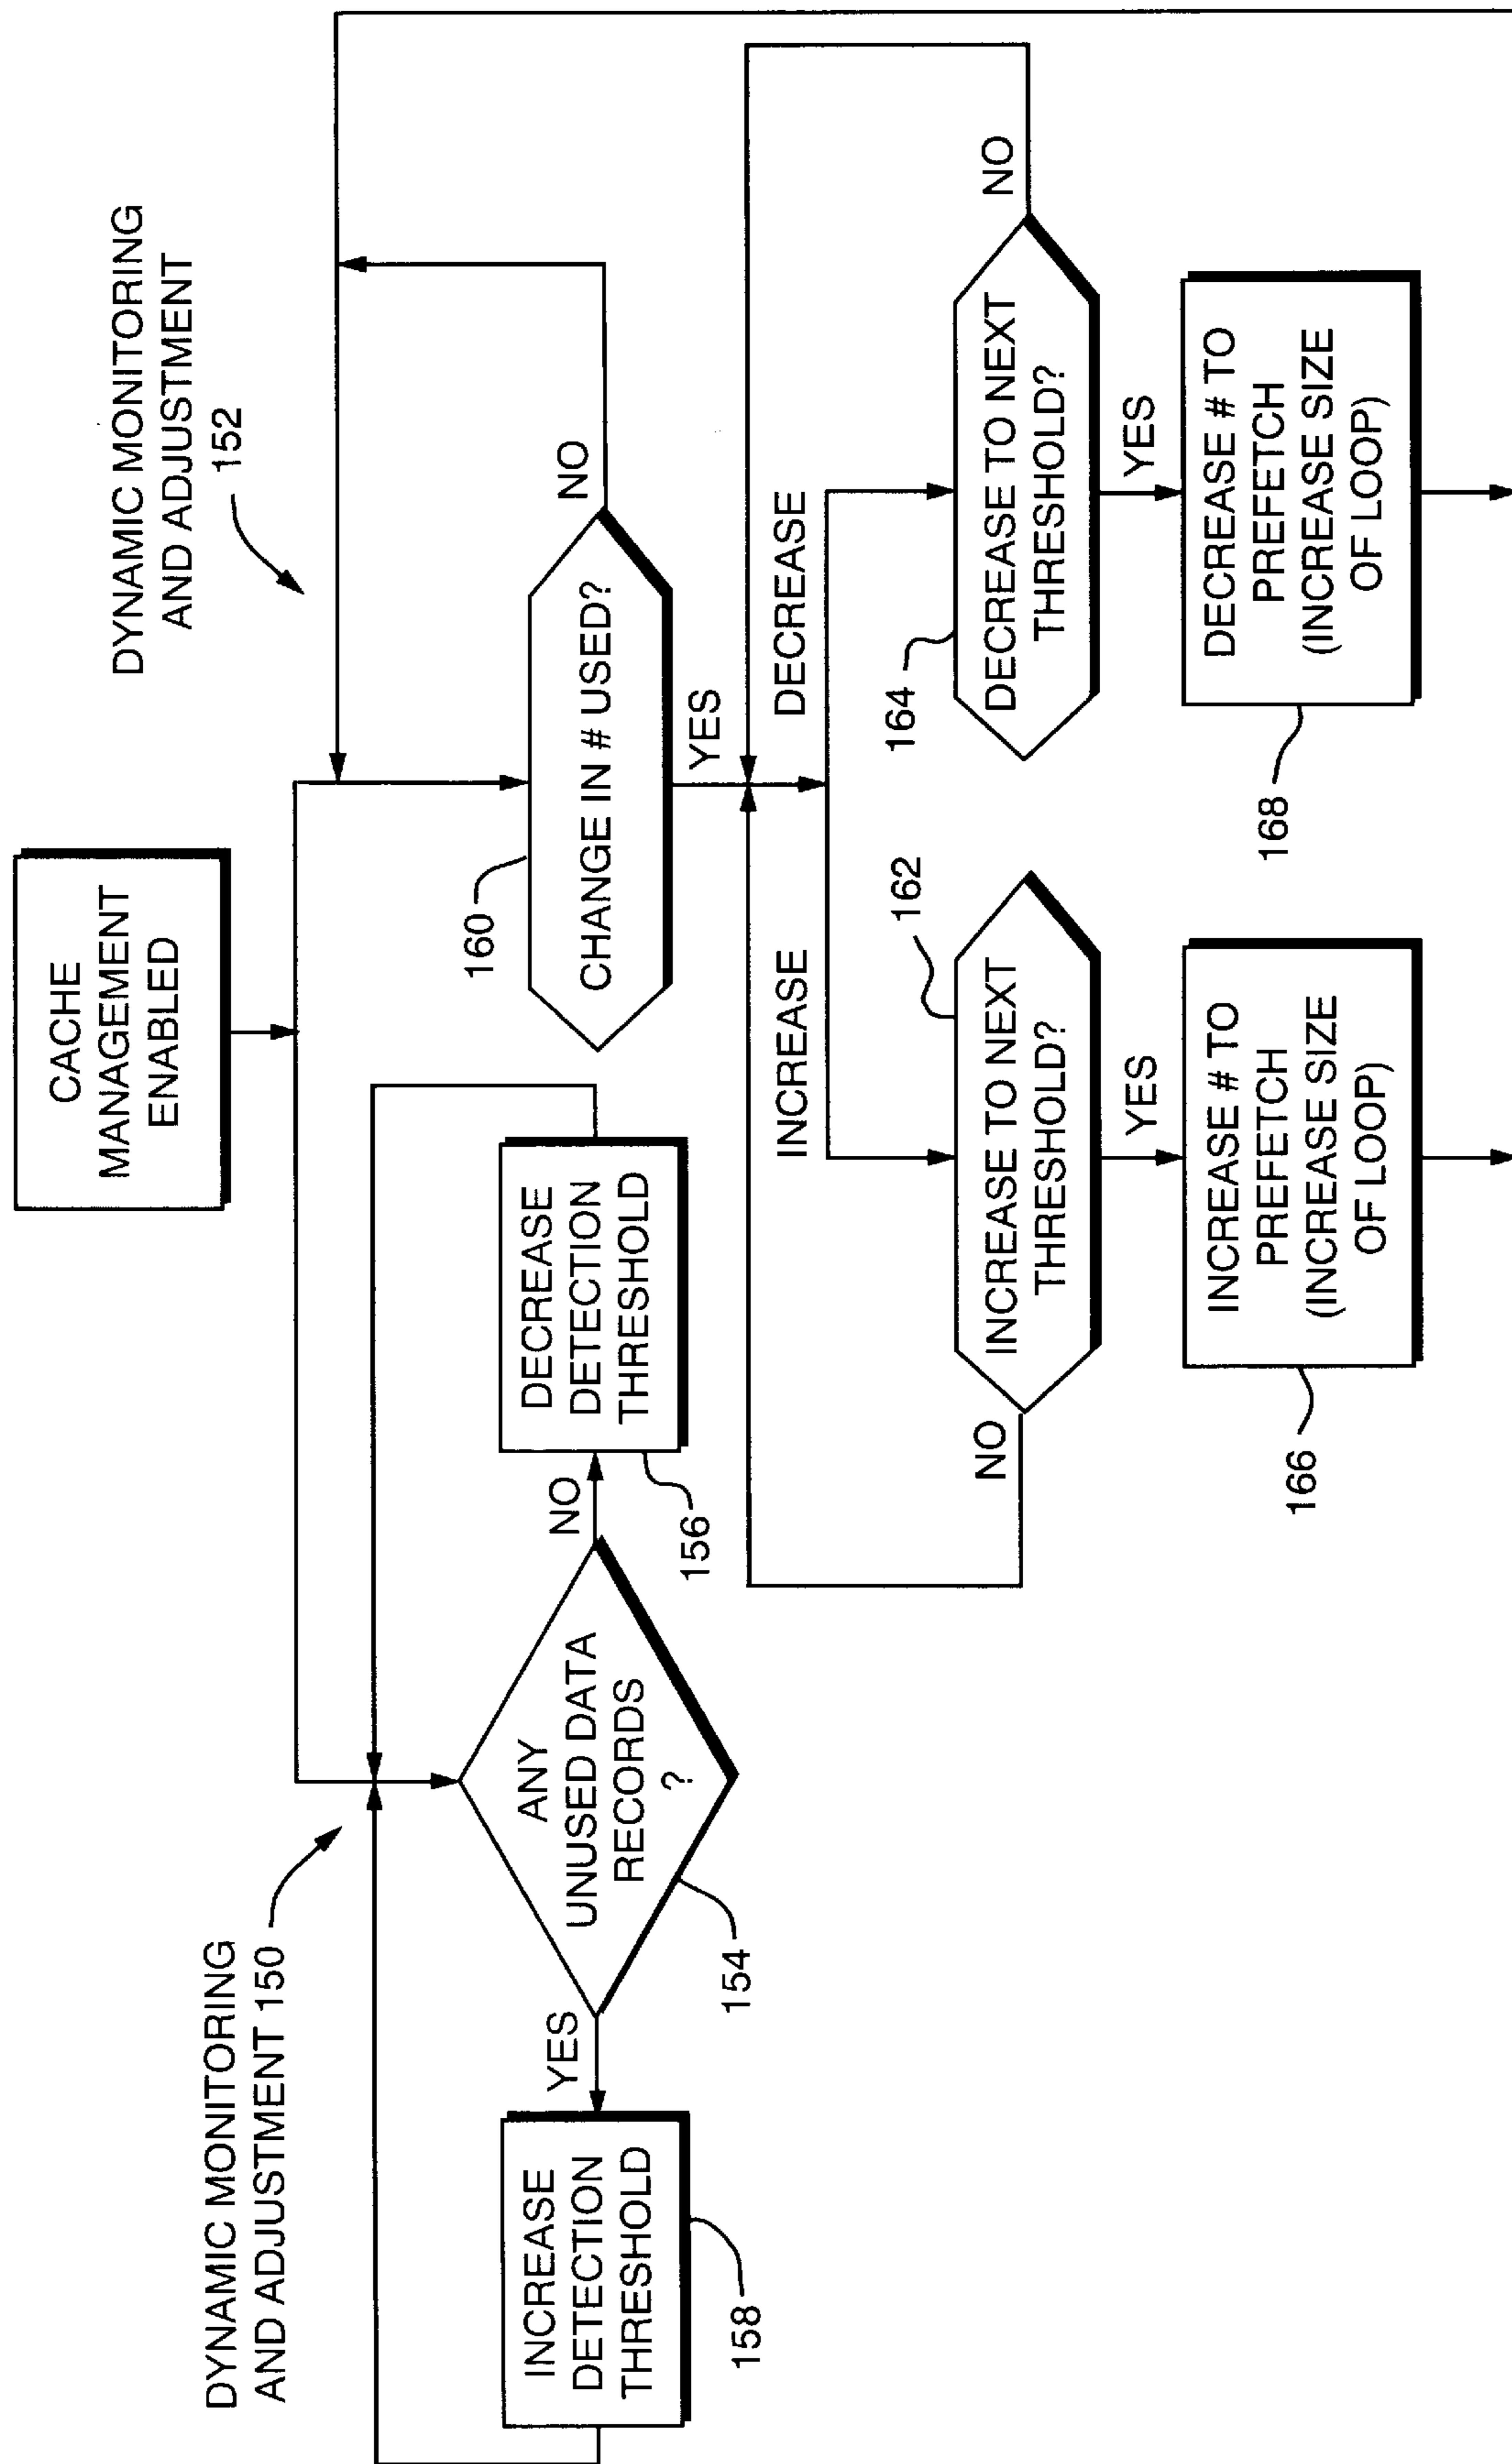 CACHE
MANAGEMENT
ENABLED
DYNAMIC MONITORING
AND ADJUSTMENT 150
ANY
UNUSED DATA
RECORDS
?
154
YES
INCREASE
DETECTION
THRESHOLD
158
NO
DECREASE
DETECTION
THRESHOLD
156
DYNAMIC MONITORING
AND ADJUSTMENT
152
160
CHANGE IN # USED?
NO
YES
INCREASE
DECREASE
162
INCREASE TO NEXT
THRESHOLD?
NO
YES
INCREASE # TO
PREFETCH
(INCREASE SIZE
OF LOOP)
166
164
DECREASE TO NEXT
THRESHOLD?
NO
YES
DECREASE # TO
PREFETCH
(INCREASE SIZE
OF LOOP)
168